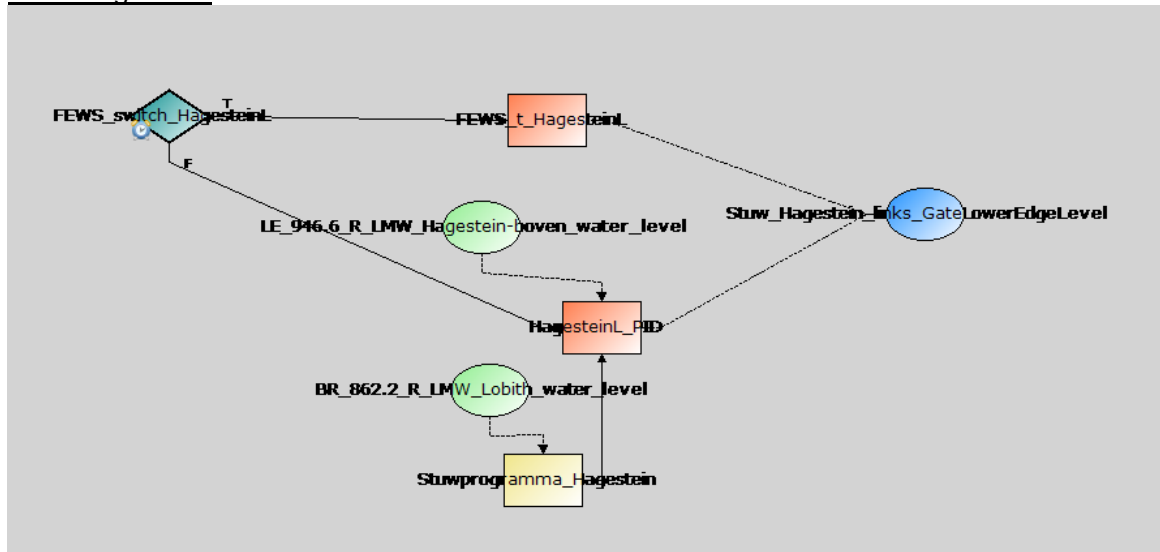 FEWS_switch_HagesteinL
T
FEWS_t_HagesteinL
F
Stuw_Hagestein_links_GateLowerEdgeLevel
LE_946.6_R_LMW_Hagestein-boven_water_level
HagesteinL_PID
BR_862.2_R_LMW_Lobith_water_level
Stuwprogramma_Hagestein